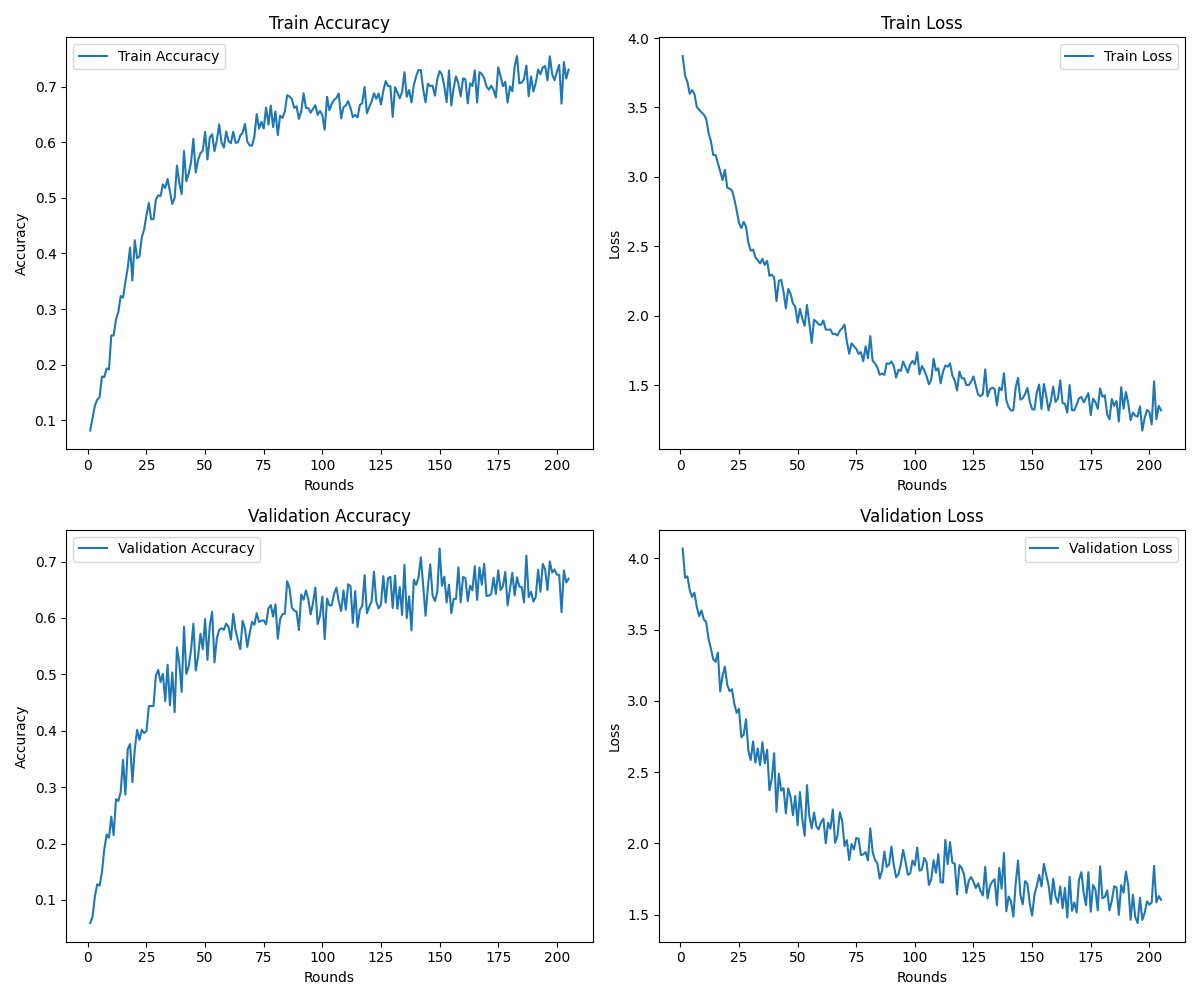 Train Accuracy
Train Accuracy
0.7
0.6
0.5
0.4
0.3
0.2
0.1
Accuracy
0 25 50 75 100 125 150 175 200
Rounds
Train Loss
Train Loss
4.0
3.5
3.0
2.5
2.0
1.5
Loss
0 25 50 75 100 125 150 175 200
Rounds
Validation Accuracy
Validation Accuracy
0.7
0.6
0.5
0.4
0.3
0.2
0.1
Accuracy
0 25 50 75 100 125 150 175 200
Rounds
Validation Loss
Validation Loss
4.0
3.5
3.0
2.5
2.0
1.5
Loss
0 25 50 75 100 125 150 175 200
Rounds